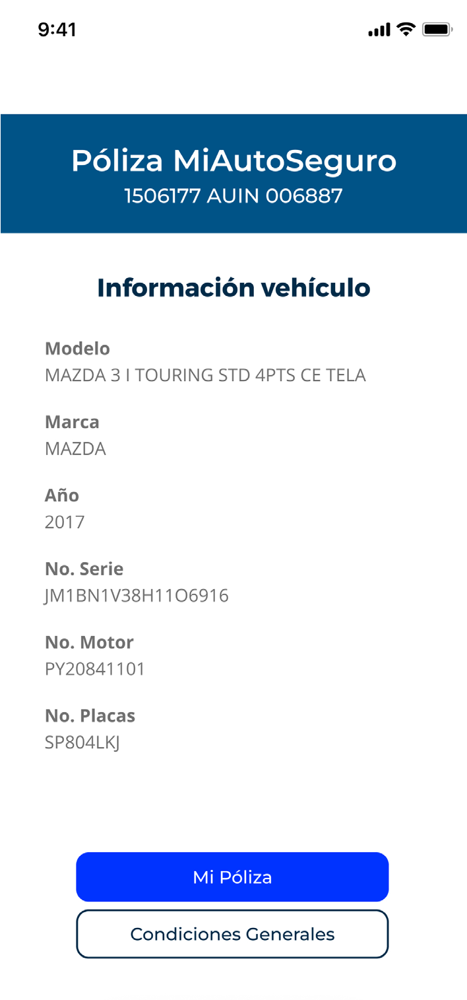 9:41
Póliza MiAutoSeguro
1506177 AUIN 006887
Información vehículo
Modelo
MAZDA 3 I TOURING STD 4PTS CE TELA
Marca
MAZDA
Año
2017
No. Serie
JM1BN1V38H11O6916
No. Motor
PY20841101
No. Placas
SP804LKJ
Mi Póliza
Condiciones Generales